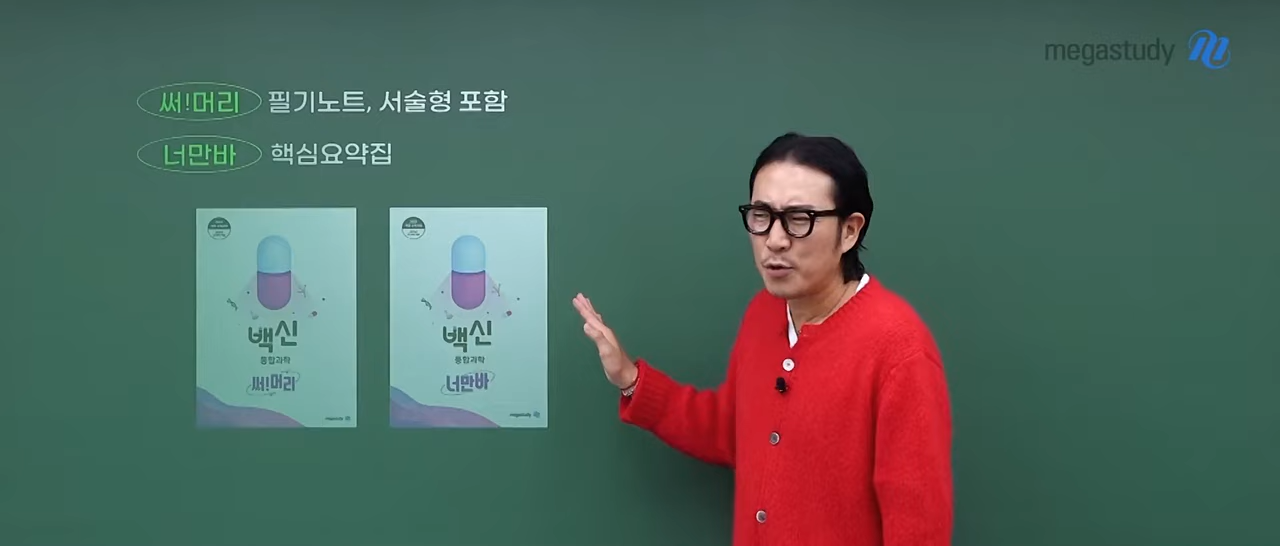 megastudy
써!머리 필기노트, 서술형 포함
너만바 핵심요약집
백신
통합과학
써!머리
megastudy
백신
통합과학
너만바
megastudy